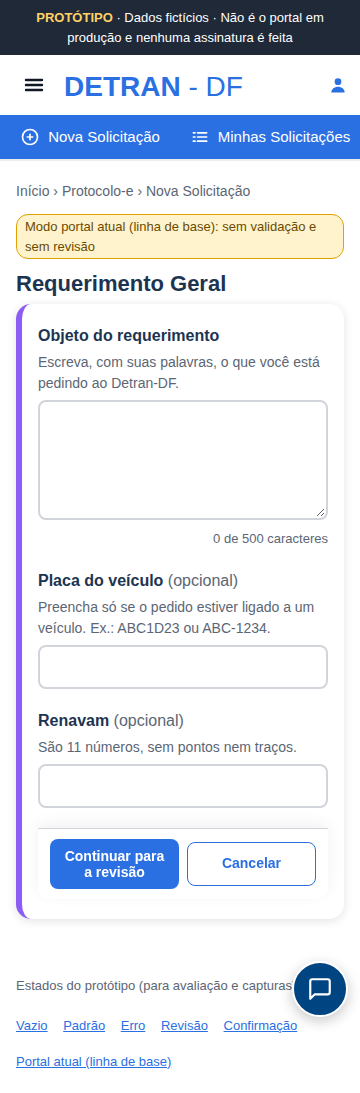 PROTÓTIPO · Dados fictícios · Não é o portal em
produção e nenhuma assinatura é feita
DETRAN - DF
Nova Solicitação
Minhas Solicitações
Início › Protocolo-e › Nova Solicitação
Modo portal atual (linha de base): sem validação e
sem revisão
Requerimento Geral
Objeto do requerimento
Escreva, com suas palavras, o que você está
pedindo ao Detran-DF.
0 de 500 caracteres
Placa do veículo (opcional)
Preencha só se o pedido estiver ligado a um
veículo. Ex.: ABC1D23 ou ABC-1234.
Renavam (opcional)
São 11 números, sem pontos nem traços.
Continuar para
a revisão
Cancelar
Estados do protótipo (para avaliação e capturas
Vazio Padrão Erro Revisão Confirmação
Portal atual (linha de base)